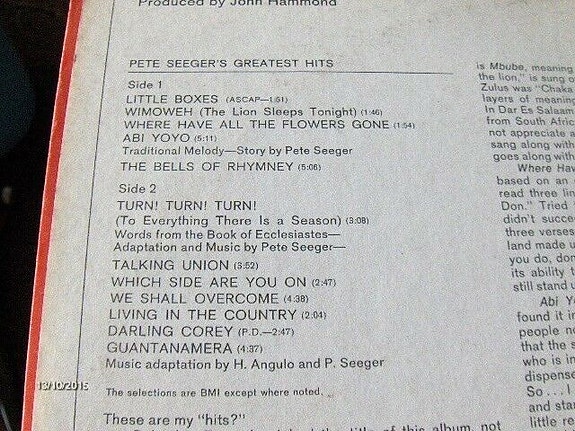 Produced by John Hammond
PETE SEEGER'S GREATEST HITS
Side 1
LITTLE BOXES (ASCAP—1:51)
WIMOWEH (The Lion Sleeps Tonight) (1:46)
WHERE HAVE ALL THE FLOWERS GONE (1:54)
ABI YOYO (5:11)
Traditional Melody—Story by Pete Seeger
THE BELLS OF RHYMNEY (5:06)
Side 2
TURN! TURN! TURN!
(To Everything There Is a Season) (3:08)
Words from the Book of Ecclesiastes—
Adaptation and Music by Pete Seeger—
TALKING UNION (3:52)
WHICH SIDE ARE YOU ON (2:47)
WE SHALL OVERCOME (4:38)
LIVING IN THE COUNTRY (2:04)
DARLING COREY (P.D.—2:47)
GUANTANAMERA (4:37)
Music adaptation by H. Angulo and P. Seeger
The selections are BMI except where noted.
These are my "hits?"
of this album, not
is Mbube, meaning
the lion," is sung o
Zulus was "Chaka
layers of meaning
In Dar Es Salaam
from South Afric
not appreciate a
sang along with
goes along with
Where Hav
based on an
read three lin
Don." Tried
didn't succe
three verses
land made u
you do, don
its ability t
still stand u
Abi Y
found it in
people no
that the s
who is in
dispense
So . . . I
and star
little re
13/10/2015